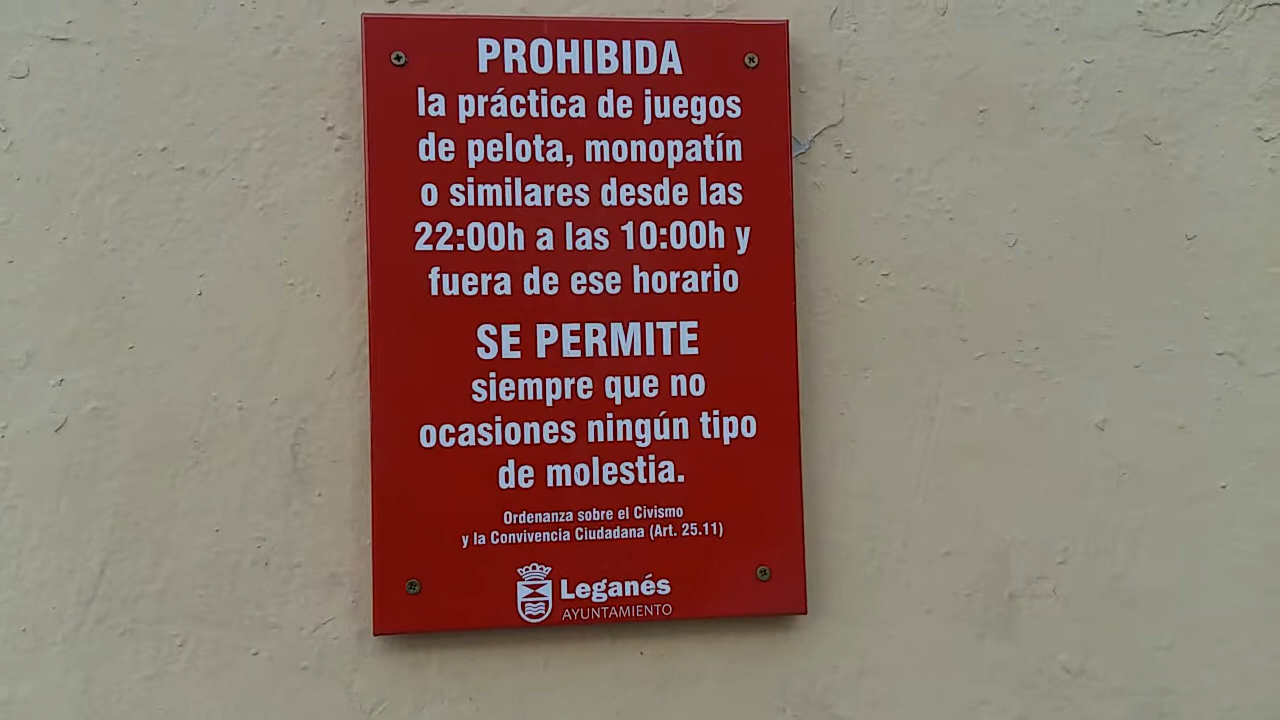 PROHIBIDA
la práctica de juegos
de pelota, monopatín
o similares desde las
22:00h a las 10:00h y
fuera de ese horario
SE PERMITE
siempre que no
ocasiones ningún tipo
de molestia.
Ordenanza sobre el Civismo
y la Convivencia Ciudadana (Art. 25.11)
Leganés
AYUNTAMIENTO